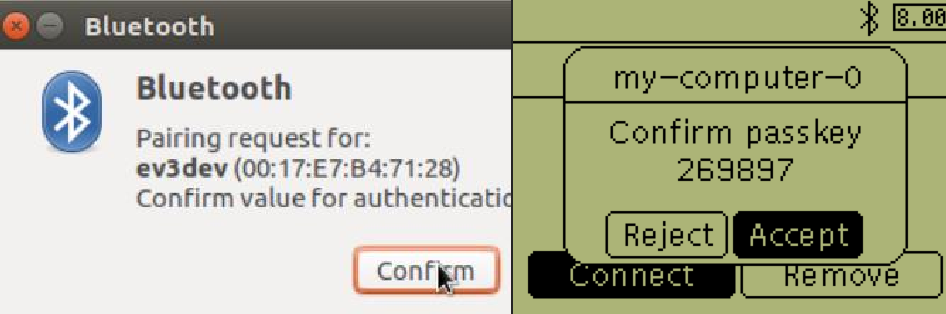 Bluetooth
Bluetooth
Pairing request for:
ev3dev (00:17:E7:B4:71:28)
Confirm value for authenticatio
Confirm
8.00
my-computer-0
Confirm passkey
269897
Reject Accept
Connect Remove